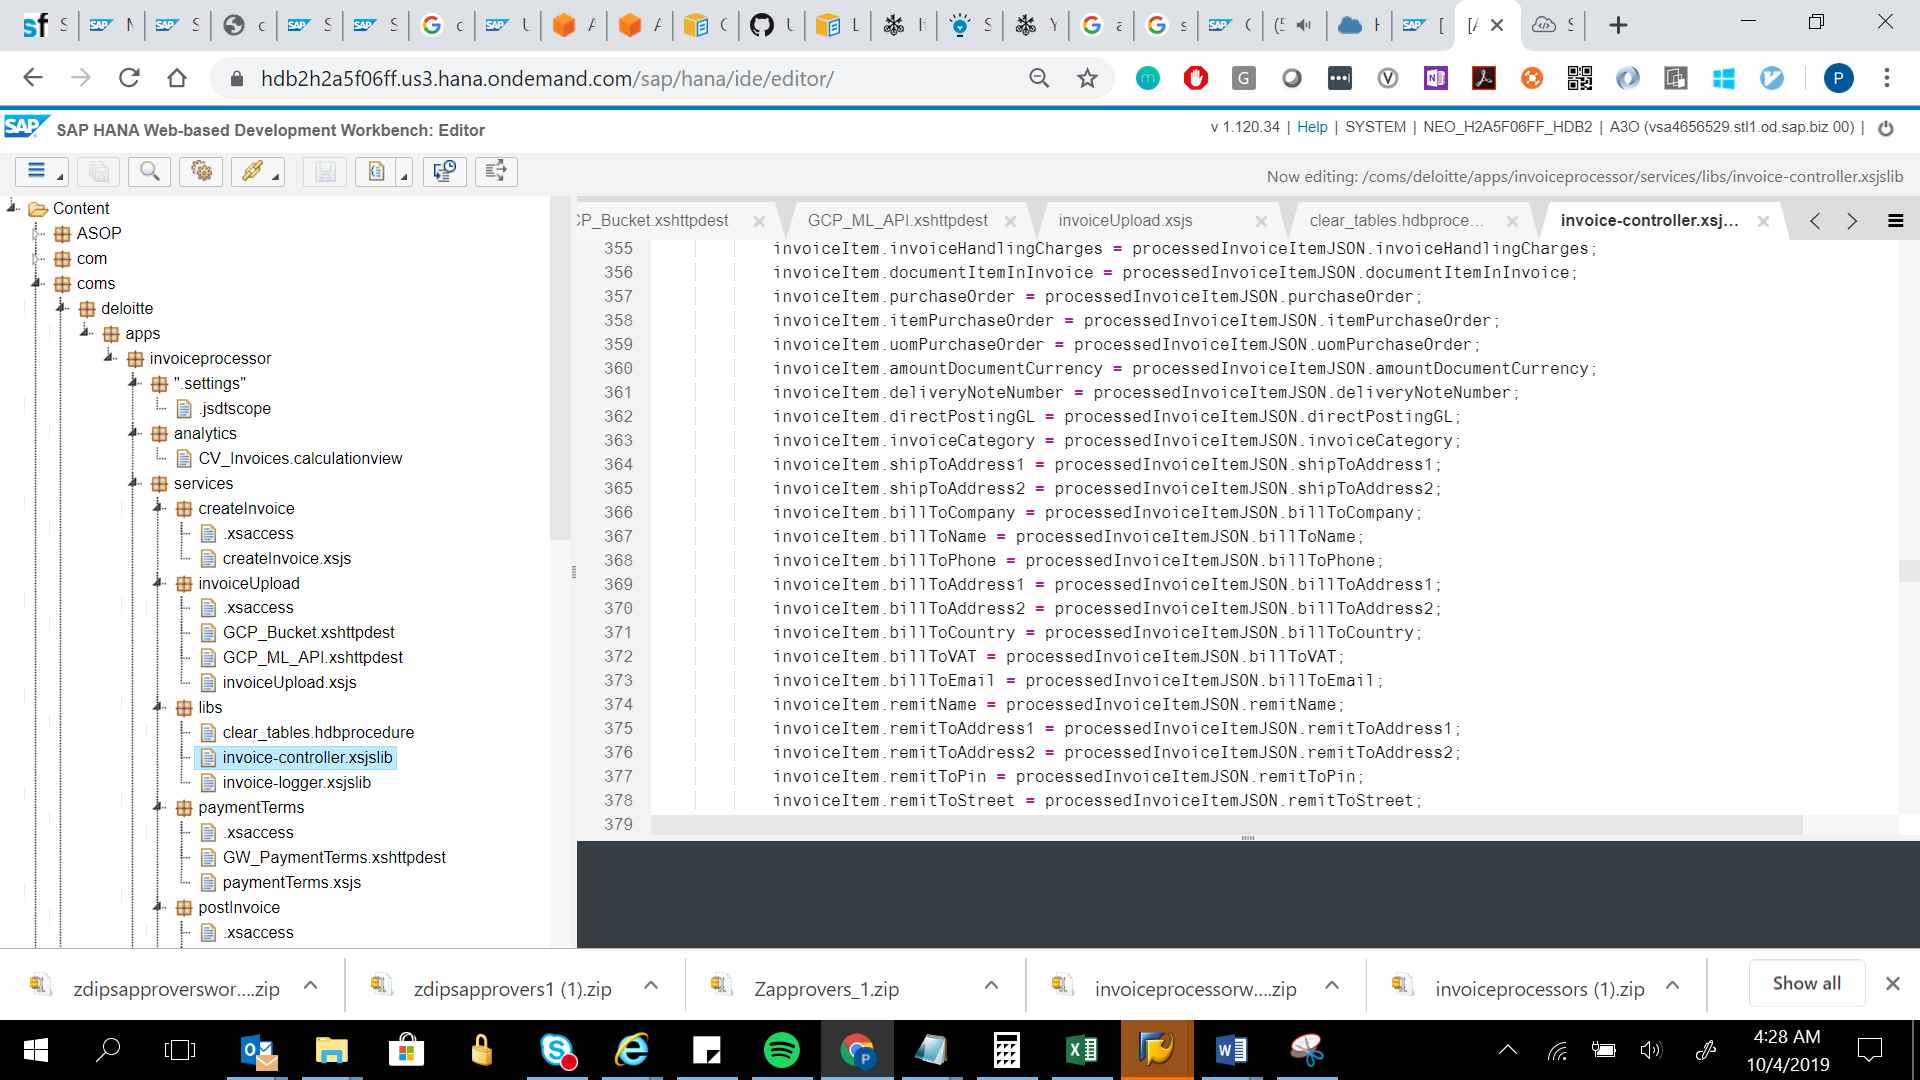 sf S SAP M SAP S c SAP S SAP S G c SAP U A A C U L It S Y G a G s SAP C (5 H SAP [ [A S
hdb2h2a5f06ff.us3.hana.ondemand.com/sap/hana/ide/editor/
m G V N P
SAP SAP HANA Web-based Development Workbench: Editor
v 1.120.34 | Help | SYSTEM | NEO_H2A5F06FF_HDB2 | A3O (vsa4656529.stl1.od.sap.biz 00) |
Now editing: /coms/deloitte/apps/invoiceprocessor/services/libs/invoice-controller.xsjslib
Content
ASOP
com
coms
deloitte
apps
invoiceprocessor
".settings"
.jsdtscope
analytics
CV_Invoices.calculationview
services
createInvoice
.xsaccess
createInvoice.xsjs
invoiceUpload
.xsaccess
GCP_Bucket.xshttpdest
GCP_ML_API.xshttpdest
invoiceUpload.xsjs
libs
clear_tables.hdbprocedure
invoice-controller.xsjslib
invoice-logger.xsjslib
paymentTerms
.xsaccess
GW_PaymentTerms.xshttpdest
paymentTerms.xsjs
postInvoice
.xsaccess
CP_Bucket.xshttpdest GCP_ML_API.xshttpdest invoiceUpload.xsjs clear_tables.hdbproce... invoice-controller.xsj...
355 invoiceItem.invoiceHandlingCharges = processedInvoiceItemJSON.invoiceHandlingCharges;
356 invoiceItem.documentItemInInvoice = processedInvoiceItemJSON.documentItemInInvoice;
357 invoiceItem.purchaseOrder = processedInvoiceItemJSON.purchaseOrder;
358 invoiceItem.itemPurchaseOrder = processedInvoiceItemJSON.itemPurchaseOrder;
359 invoiceItem.uomPurchaseOrder = processedInvoiceItemJSON.uomPurchaseOrder;
360 invoiceItem.amountDocumentCurrency = processedInvoiceItemJSON.amountDocumentCurrency;
361 invoiceItem.deliveryNoteNumber = processedInvoiceItemJSON.deliveryNoteNumber;
362 invoiceItem.directPostingGL = processedInvoiceItemJSON.directPostingGL;
363 invoiceItem.invoiceCategory = processedInvoiceItemJSON.invoiceCategory;
364 invoiceItem.shipToAddress1 = processedInvoiceItemJSON.shipToAddress1;
365 invoiceItem.shipToAddress2 = processedInvoiceItemJSON.shipToAddress2;
366 invoiceItem.billToCompany = processedInvoiceItemJSON.billToCompany;
367 invoiceItem.billToName = processedInvoiceItemJSON.billToName;
368 invoiceItem.billToPhone = processedInvoiceItemJSON.billToPhone;
369 invoiceItem.billToAddress1 = processedInvoiceItemJSON.billToAddress1;
370 invoiceItem.billToAddress2 = processedInvoiceItemJSON.billToAddress2;
371 invoiceItem.billToCountry = processedInvoiceItemJSON.billToCountry;
372 invoiceItem.billToVAT = processedInvoiceItemJSON.billToVAT;
373 invoiceItem.billToEmail = processedInvoiceItemJSON.billToEmail;
374 invoiceItem.remitName = processedInvoiceItemJSON.remitName;
375 invoiceItem.remitToAddress1 = processedInvoiceItemJSON.remitToAddress1;
376 invoiceItem.remitToAddress2 = processedInvoiceItemJSON.remitToAddress2;
377 invoiceItem.remitToPin = processedInvoiceItemJSON.remitToPin;
378 invoiceItem.remitToStreet = processedInvoiceItemJSON.remitToStreet;
379
zdipsapproverswor....zip zdipsapprovers1 (1).zip Zapprovers_1.zip invoiceprocessorw....zip invoiceprocessors (1).zip Show all
4:28 AM
10/4/2019